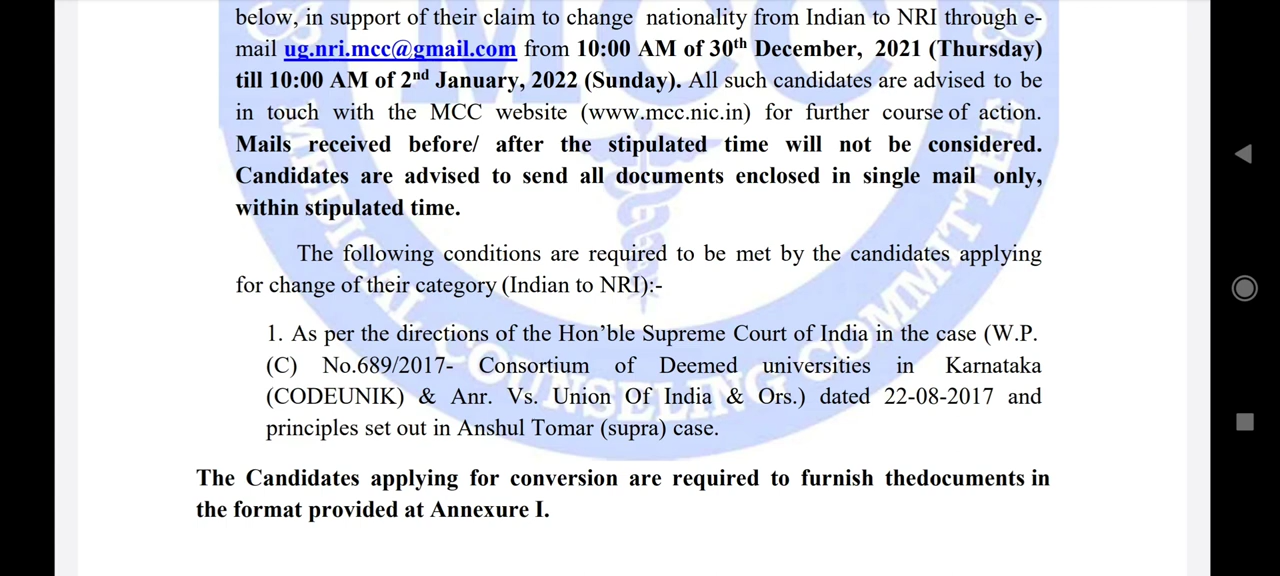 below, in support of their claim to change nationality from Indian to NRI through e-
mail ug.nri.mcc@gmail.com from 10:00 AM of 30th December, 2021 (Thursday)
till 10:00 AM of 2nd January, 2022 (Sunday). All such candidates are advised to be
in touch with the MCC website (www.mcc.nic.in) for further course of action.
Mails received before/ after the stipulated time will not be considered.
Candidates are advised to send all documents enclosed in single mail only,
within stipulated time.
The following conditions are required to be met by the candidates applying
for change of their category (Indian to NRI):-
1. As per the directions of the Hon’ble Supreme Court of India in the case (W.P.
(C) No.689/2017- Consortium of Deemed universities in Karnataka
(CODEUNIK) & Anr. Vs. Union Of India & Ors.) dated 22-08-2017 and
principles set out in Anshul Tomar (supra) case.
The Candidates applying for conversion are required to furnish thedocuments in
the format provided at Annexure I.
MCC
MEDICAL COUNSELING COMMITTEE